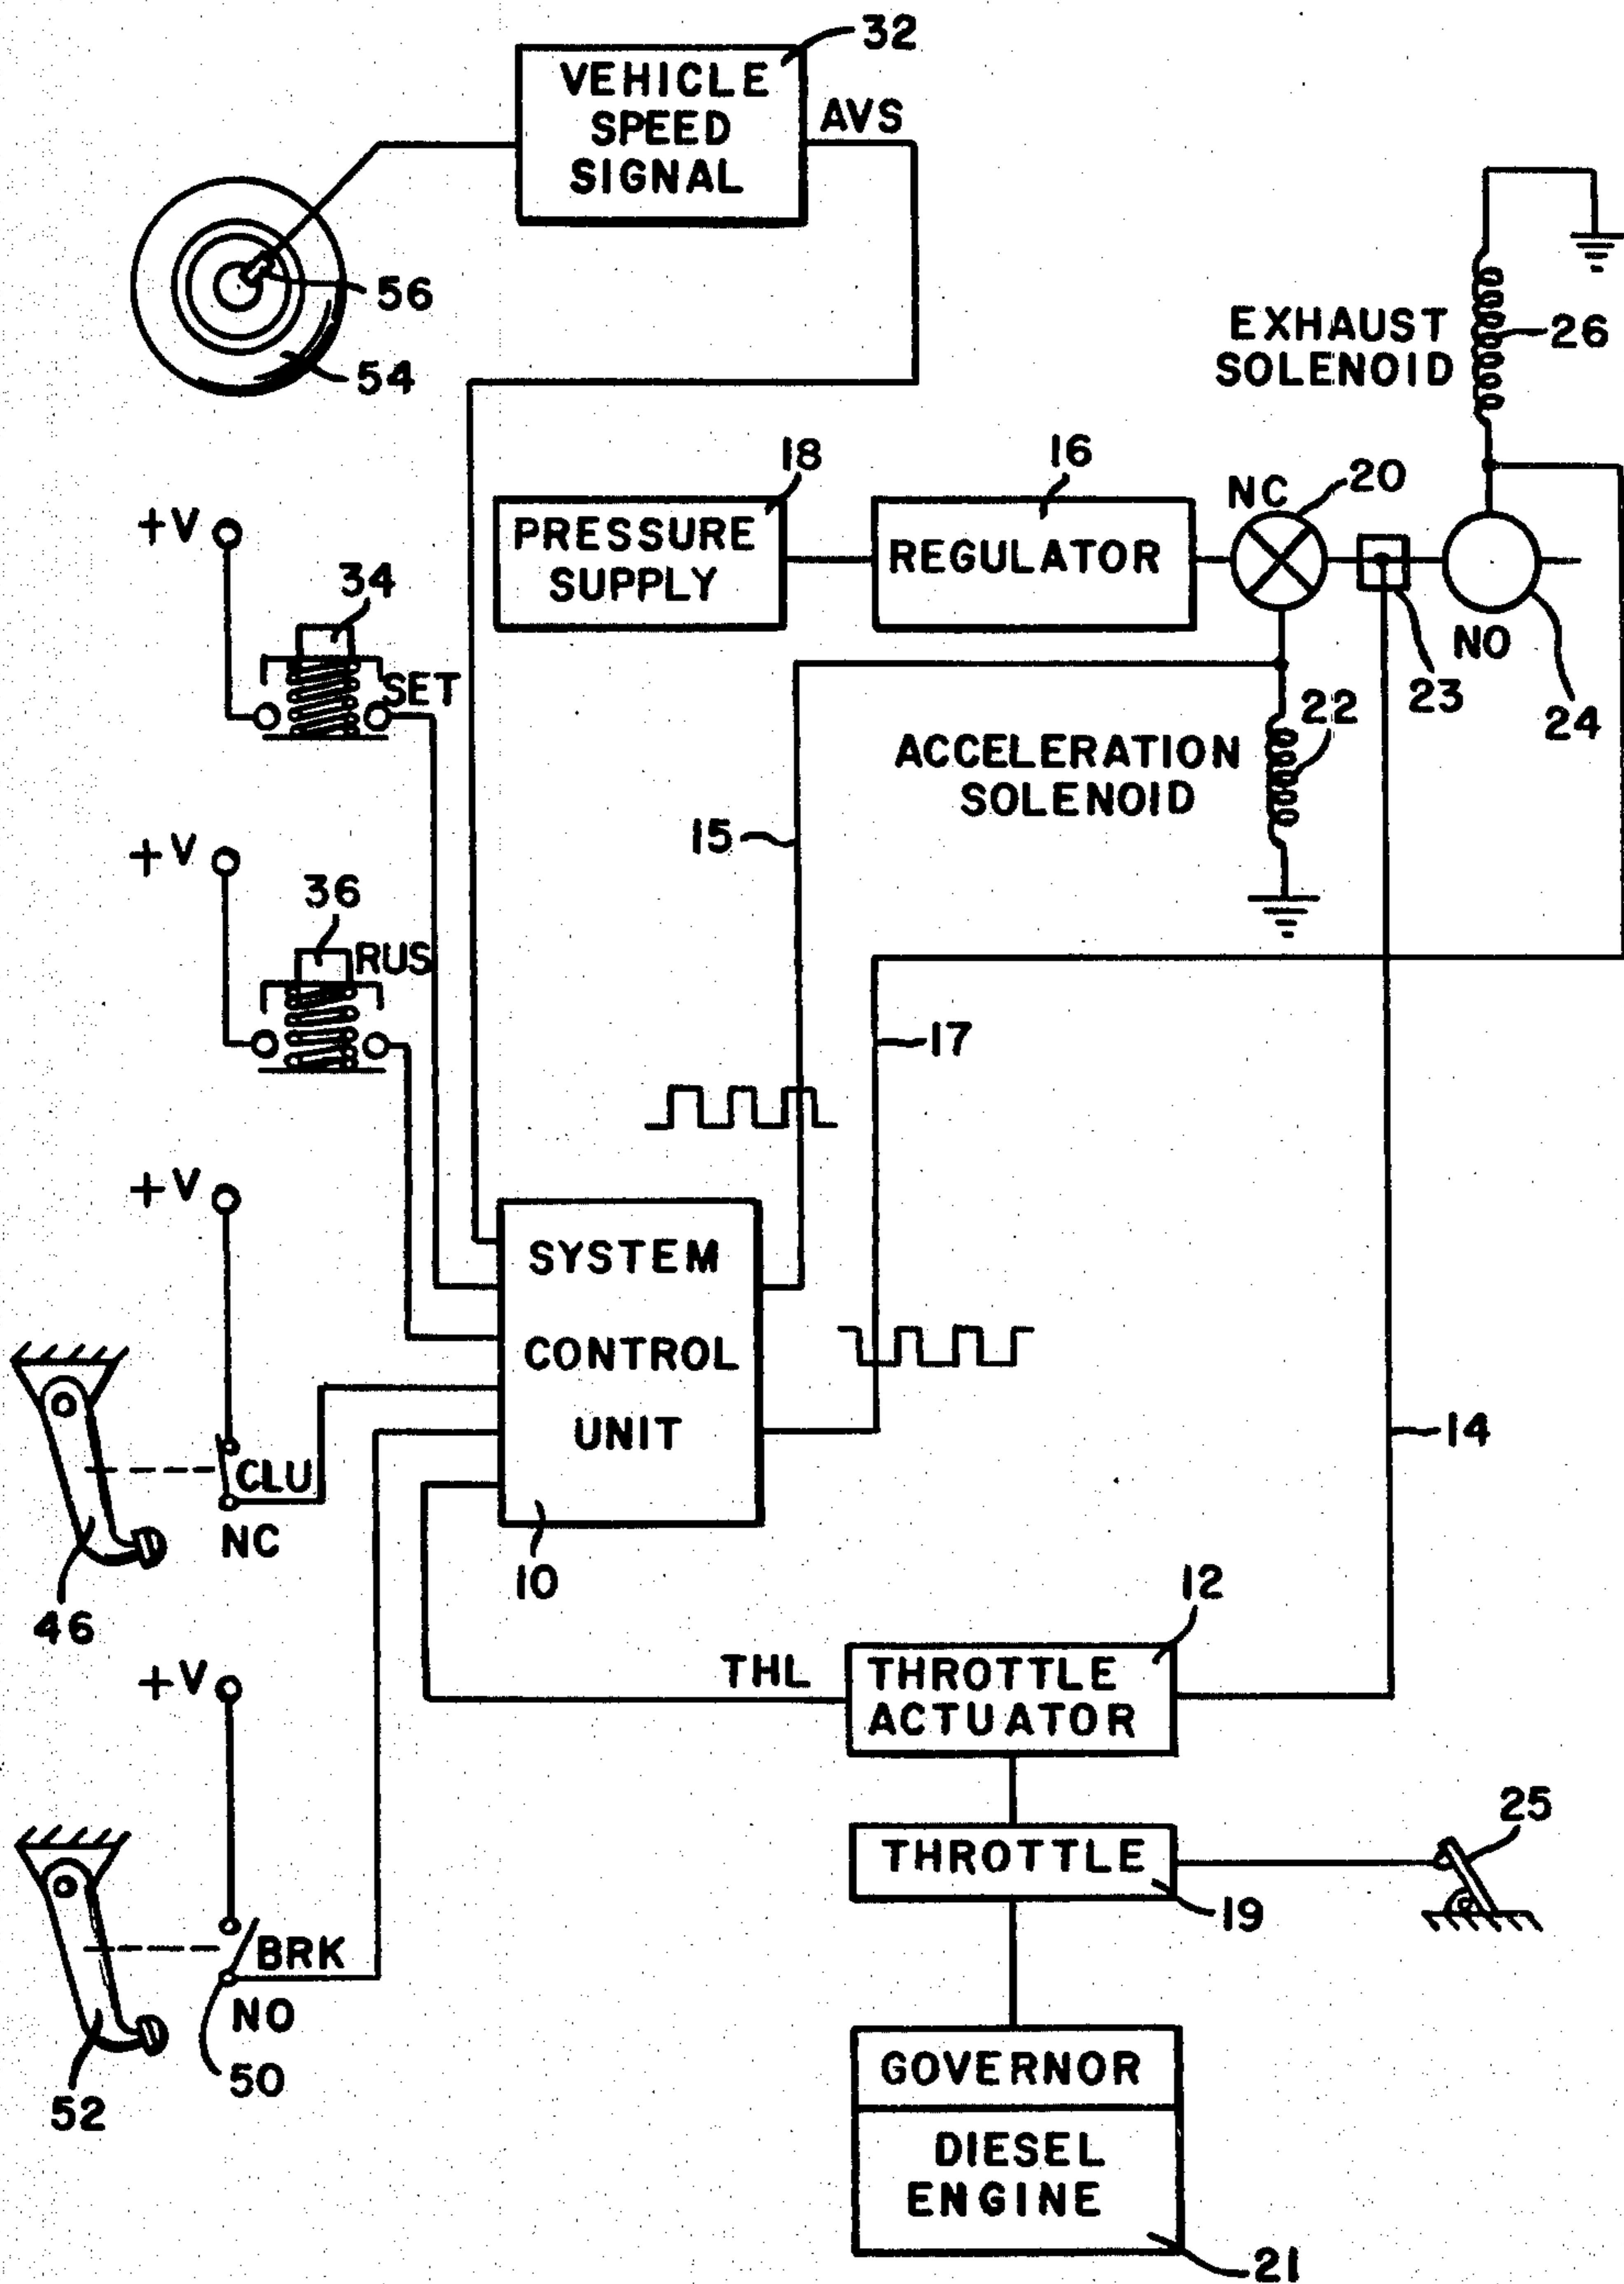 32
VEHICLE
SPEED
SIGNAL
AVS
56
54
EXHAUST
SOLENOID
26
18
16
NC
20
PRESSURE
SUPPLY
REGULATOR
+V
34
SET
NO
23
24
22
ACCELERATION
SOLENOID
15
+V
36
RUS
17
+V
SYSTEM
CONTROL
UNIT
10
14
CLU
NC
46
12
THL
THROTTLE
ACTUATOR
+V
25
THROTTLE
19
BRK
NO
50
52
GOVERNOR
DIESEL
ENGINE
21